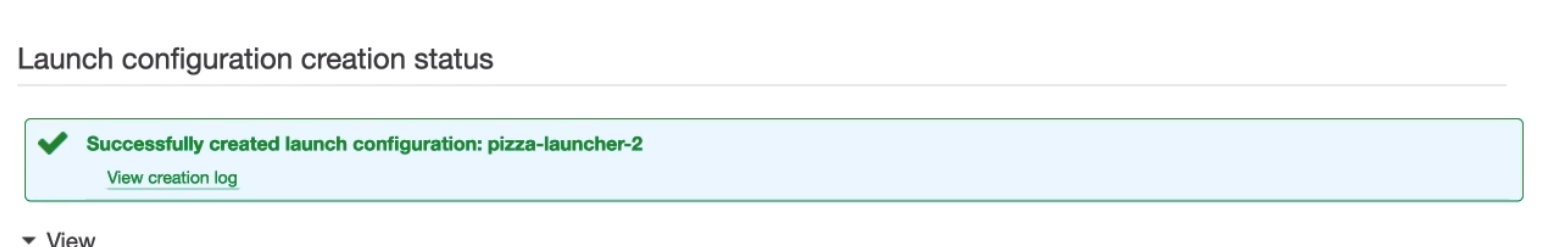 Launch configuration creation status
Successfully created launch configuration: pizza-launcher-2
View creation log
View